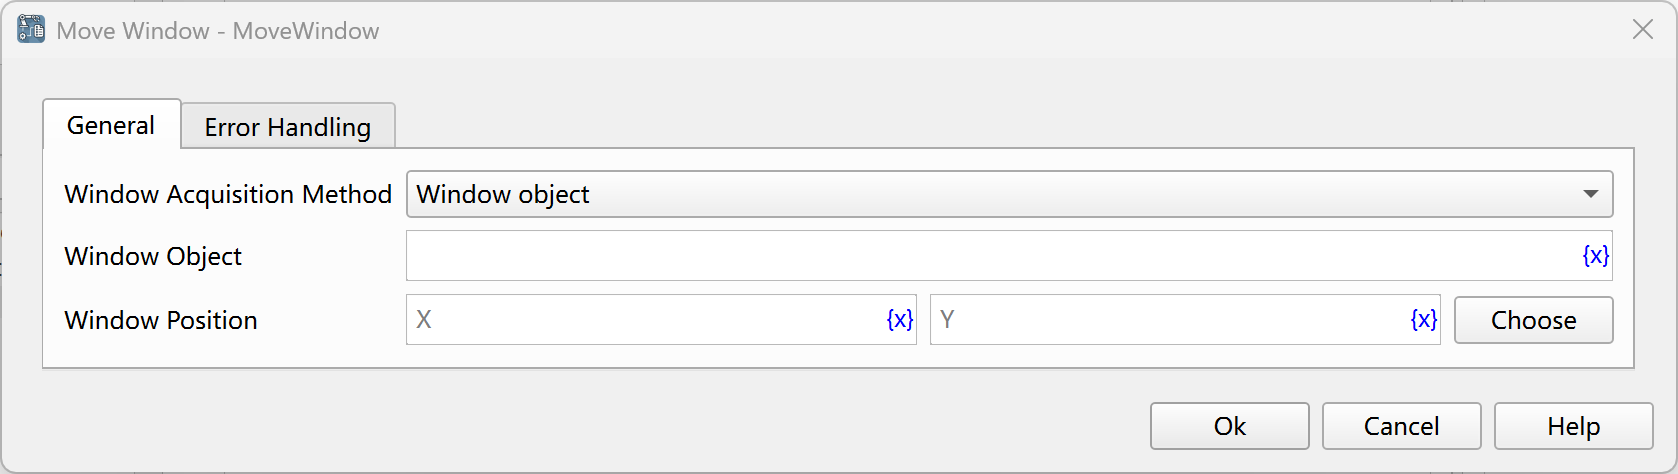 Move Window - MoveWindow
General Error Handling
Window Acquisition Method Window object
Window Object {x}
Window Position X {x} Y {x} Choose
Ok Cancel Help